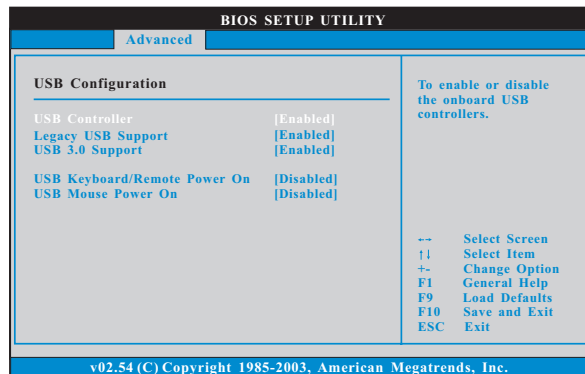 BIOS SETUP UTILITY
Advanced
USB Configuration
USB Controller [Enabled]
Legacy USB Support [Enabled]
USB 3.0 Support [Enabled]
USB Keyboard/Remote Power On [Disabled]
USB Mouse Power On [Disabled]
To enable or disable
the onboard USB
controllers.
←→ Select Screen
↑↓ Select Item
+- Change Option
F1 General Help
F9 Load Defaults
F10 Save and Exit
ESC Exit
v02.54 (C) Copyright 1985-2003, American Megatrends, Inc.